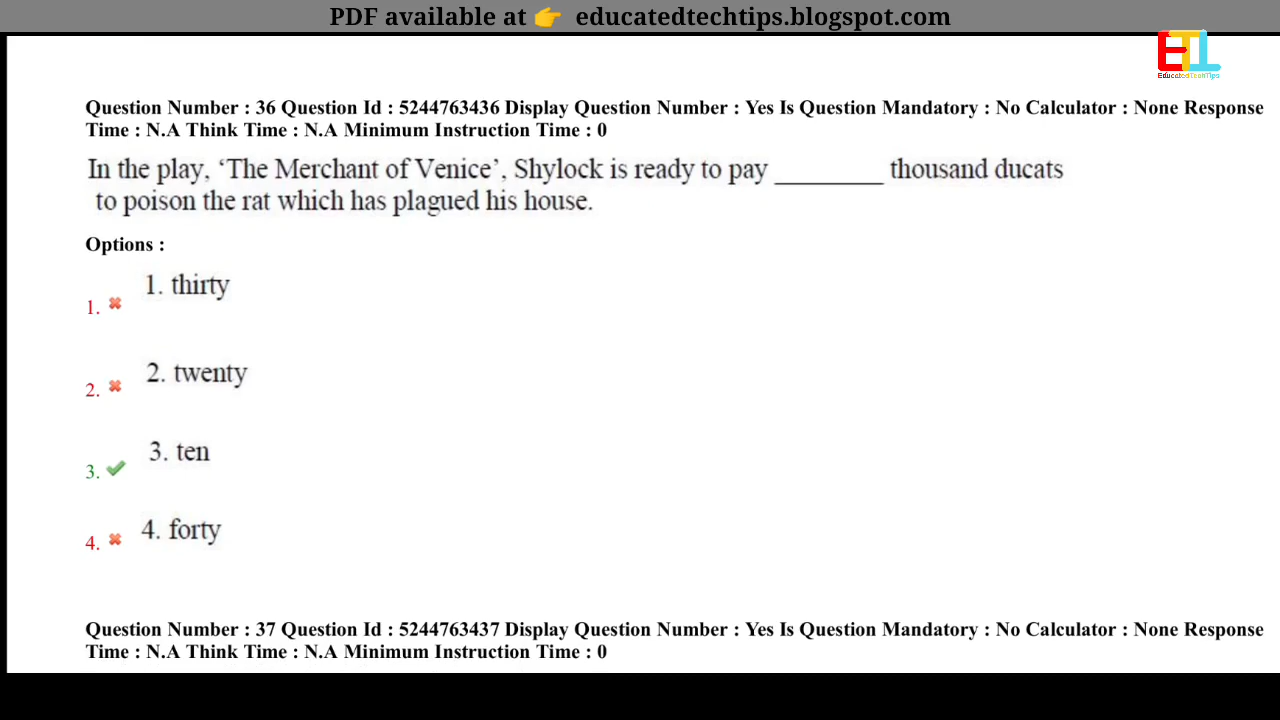 PDF available at 👉 educatedtechtips.blogspot.com
ETL
EducatedTechTips
Question Number : 36 Question Id : 5244763436 Display Question Number : Yes Is Question Mandatory : No Calculator : None Response
Time : N.A Think Time : N.A Minimum Instruction Time : 0
In the play, ‘The Merchant of Venice’, Shylock is ready to pay ________ thousand ducats
to poison the rat which has plagued his house.
Options :
1. thirty
1. ✖
2. twenty
2. ✖
3. ten
3. ✔
4. forty
4. ✖
Question Number : 37 Question Id : 5244763437 Display Question Number : Yes Is Question Mandatory : No Calculator : None Response
Time : N.A Think Time : N.A Minimum Instruction Time : 0